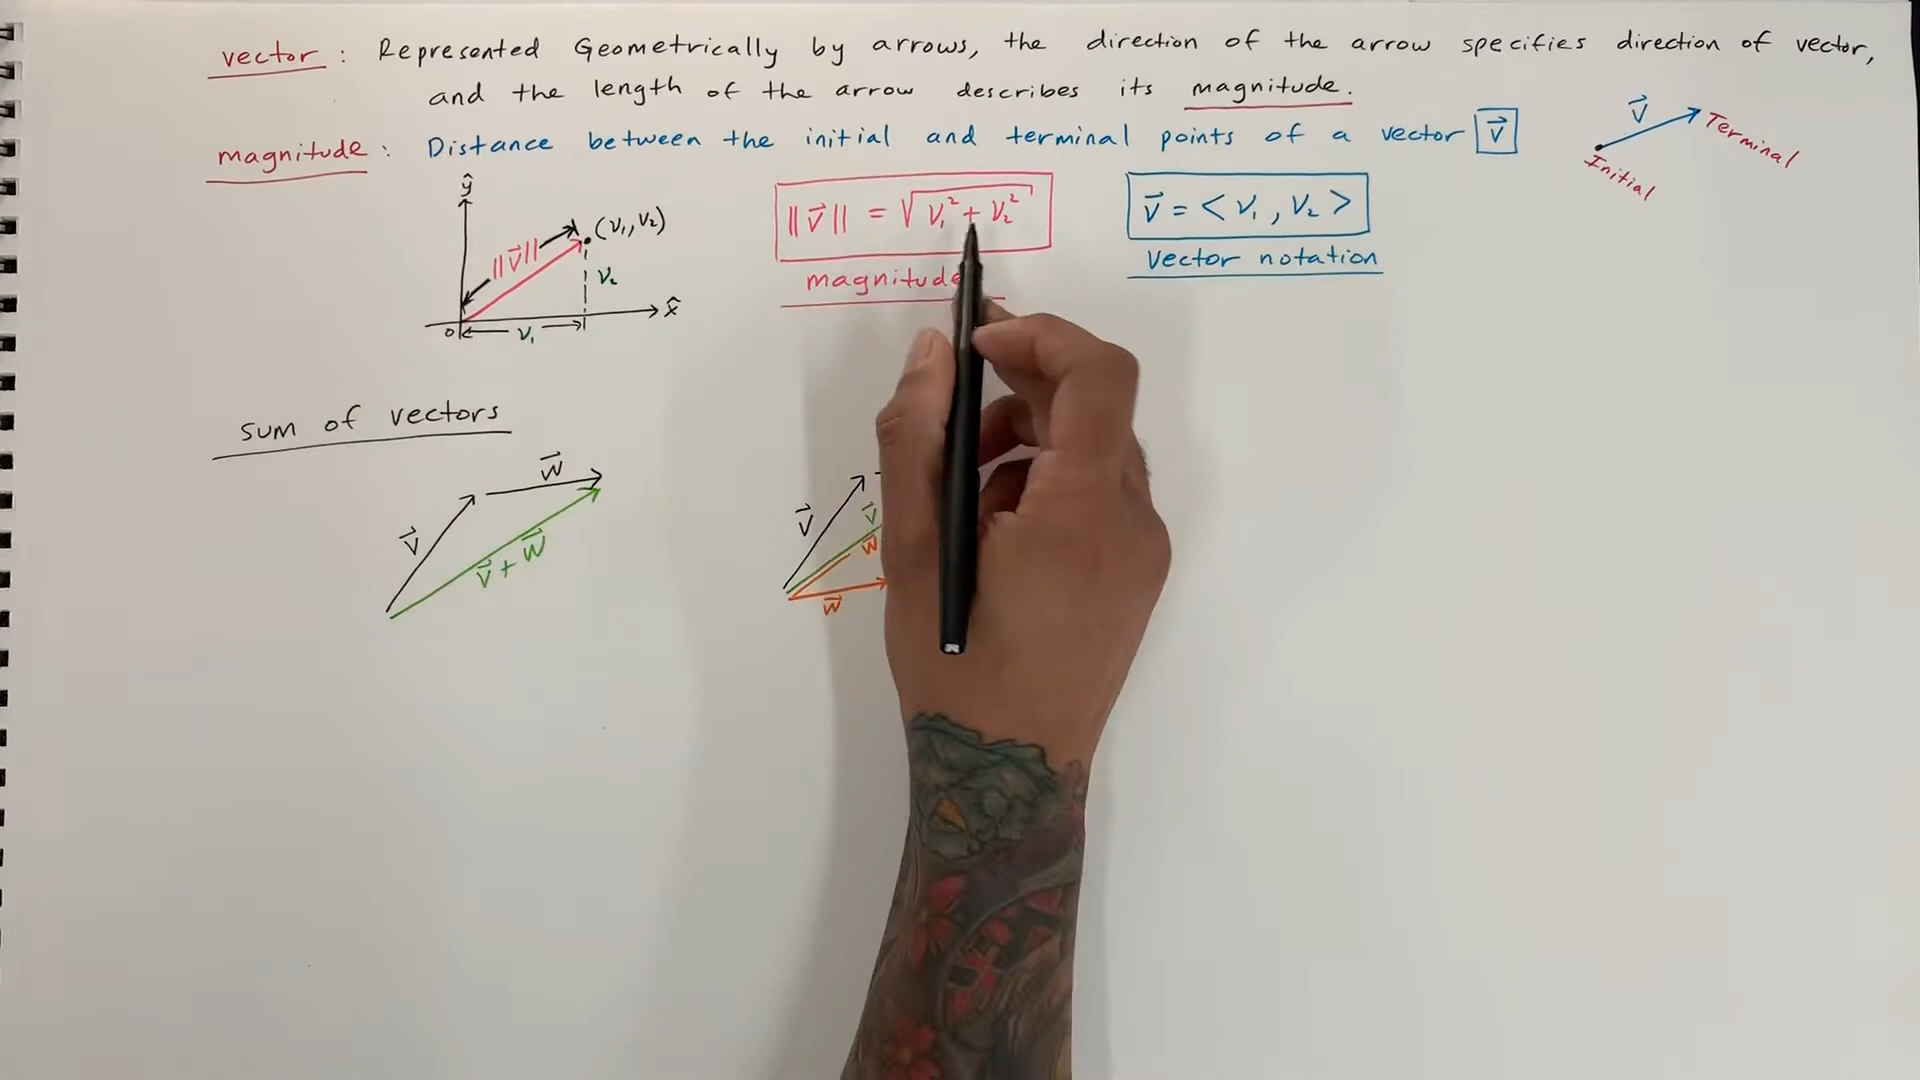 vector : Represented Geometrically by arrows, the direction of the arrow specifies direction of vector,
and the length of the arrow describes its magnitude.
magnitude : Distance between the initial and terminal points of a vector v⃗
v⃗
Terminal
Initial
ŷ
(v₁, v₂)
||v⃗||
v₂
x̂
0
v₁
||v⃗|| = √(v₁² + v₂²)
magnitude
v⃗ = < v₁ , v₂ >
vector notation
sum of vectors
w⃗
v⃗
v⃗ + w⃗
v⃗
v⃗
w⃗
w⃗